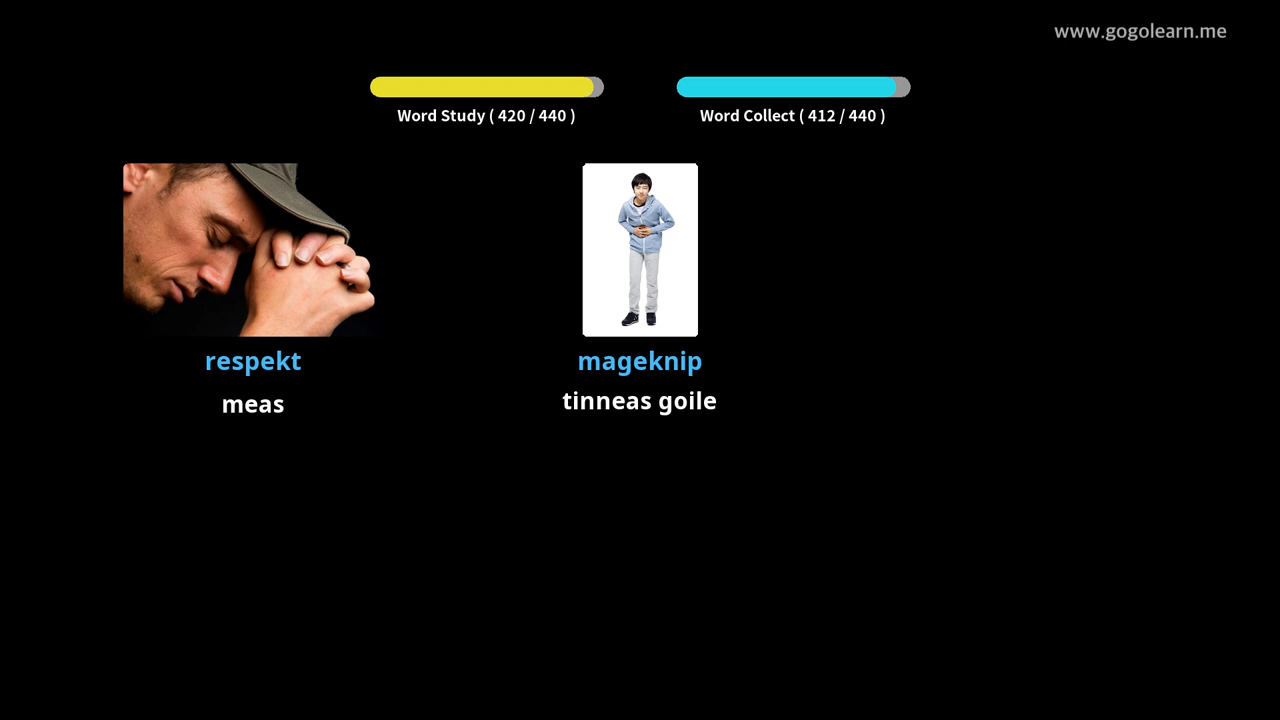 www.gogolearn.me
Word Study ( 420 / 440 )
Word Collect ( 412 / 440 )
respekt
meas
mageknip
tinneas goile